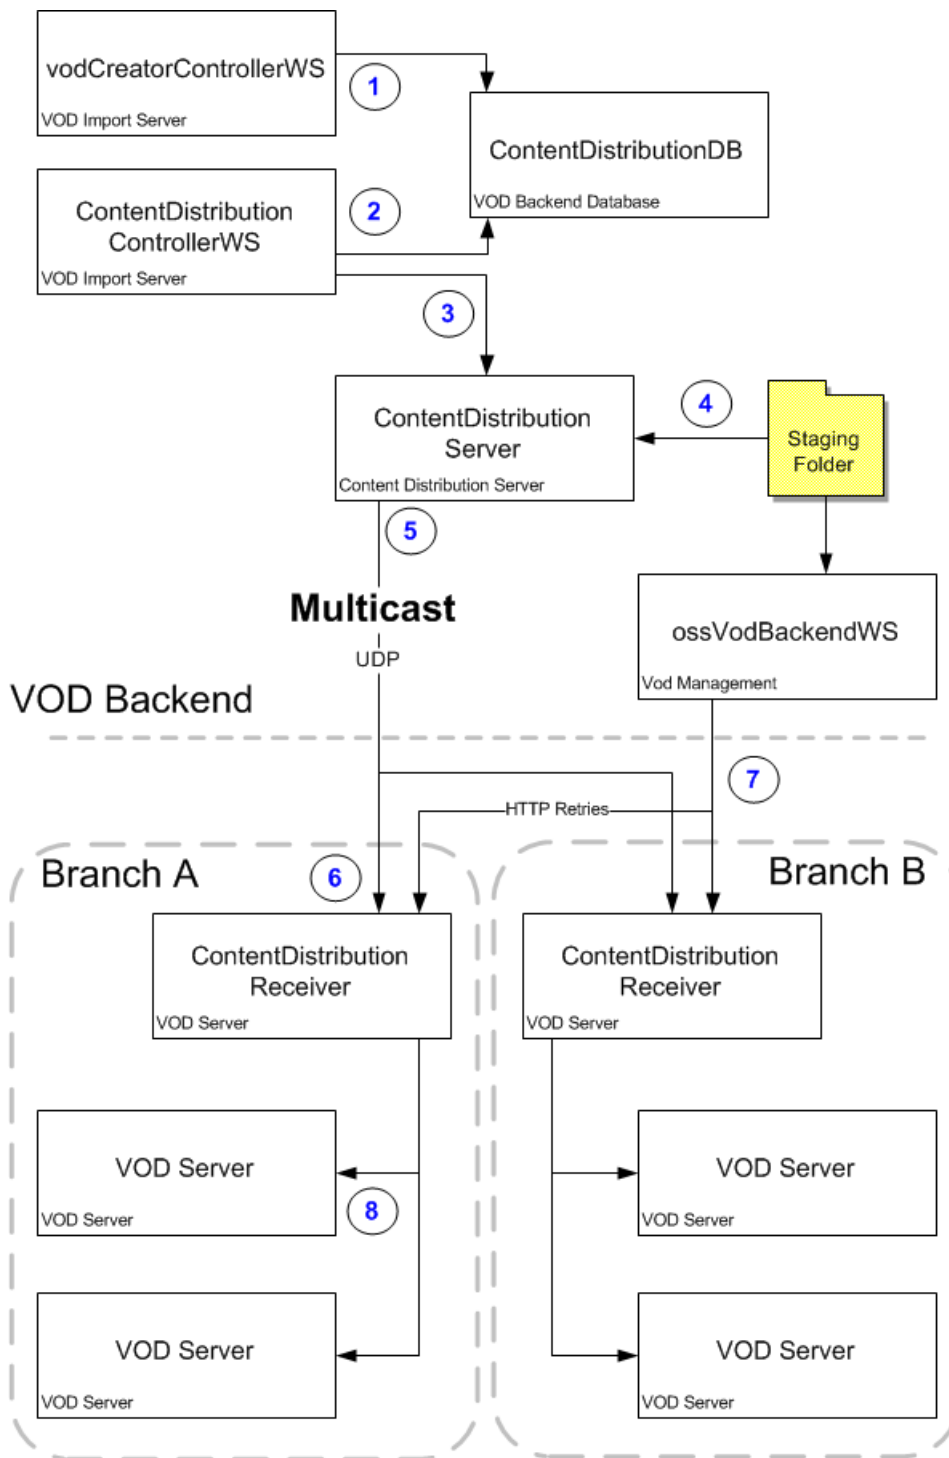 vodCreatorControllerWS
VOD Import Server
1
ContentDistributionDB
VOD Backend Database
ContentDistribution
ControllerWS
VOD Import Server
2
3
ContentDistribution
Server
Content Distribution Server
4
Staging
Folder
5
Multicast
UDP
ossVodBackendWS
Vod Management
VOD Backend
7
HTTP Retries
Branch A
Branch B
6
ContentDistribution
Receiver
VOD Server
ContentDistribution
Receiver
VOD Server
VOD Server
VOD Server
8
VOD Server
VOD Server
VOD Server
VOD Server
VOD Server
VOD Server